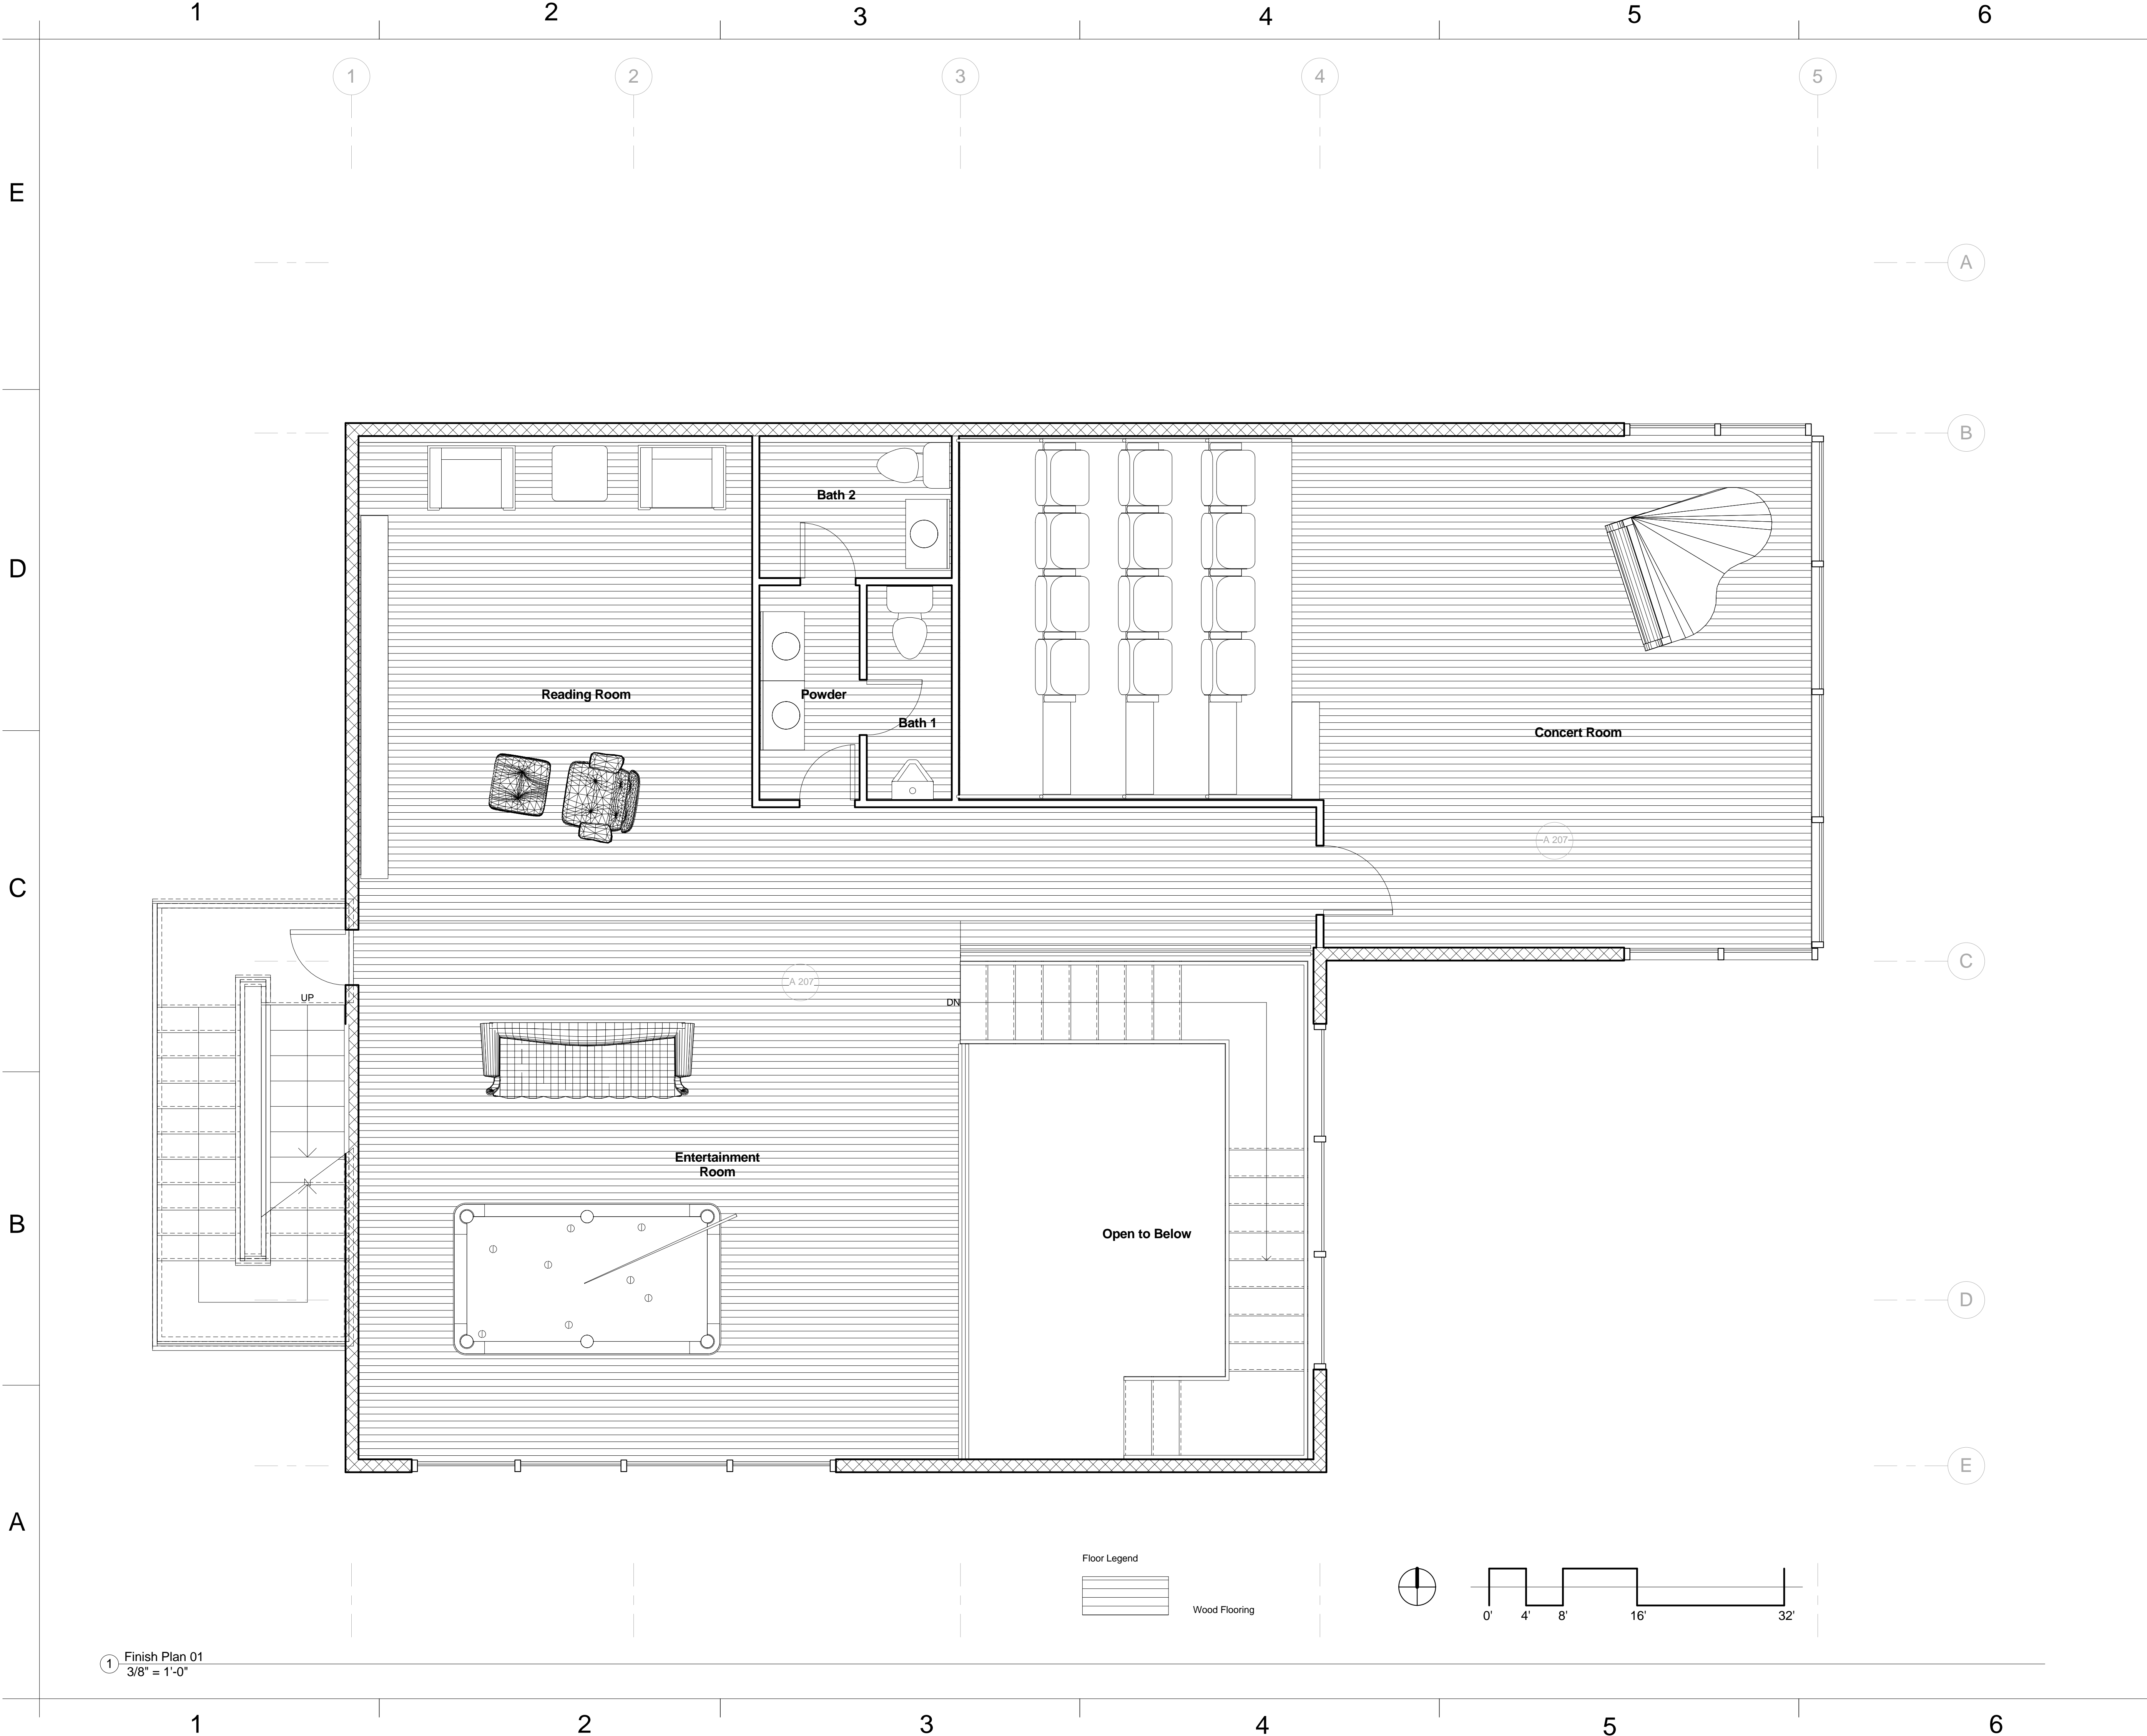 1 2 3 4 5 6
1 2 3 4 5
E
A
B
Bath 2
D
Reading Room
Powder
Bath 1
Concert Room
A 207
C
C
A 207
UP
DN
Entertainment
Room
B
Open to Below
D
E
A
Floor Legend
Wood Flooring
0' 4' 8' 16' 32'
1 Finish Plan 01
3/8" = 1'-0"
1 2 3 4 5 6